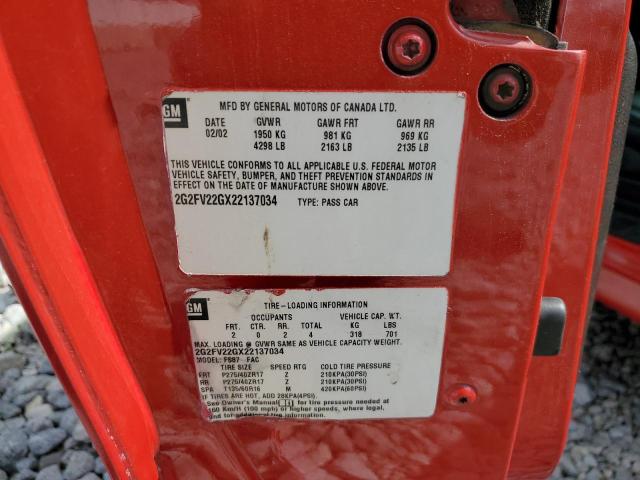 GM
MFD BY GENERAL MOTORS OF CANADA LTD.
DATE GVWR GAWR FRT GAWR RR
02/02 1950 KG 981 KG 969 KG
4298 LB 2163 LB 2135 LB
THIS VEHICLE CONFORMS TO ALL APPLICABLE U.S. FEDERAL MOTOR
VEHICLE SAFETY, BUMPER, AND THEFT PREVENTION STANDARDS IN
EFFECT ON THE DATE OF MANUFACTURE SHOWN ABOVE.
2G2FV22GX22137034 TYPE: PASS CAR
GM
TIRE-LOADING INFORMATION
OCCUPANTS VEHICLE CAP. WT.
FRT. CTR. RR. TOTAL KG LBS
2 0 2 4 318 701
MAX. LOADING @ GVWR SAME AS VEHICLE CAPACITY WEIGHT.
2G2FV22GX22137034
MODEL: FS87 FAC
TIRE SIZE SPEED RTG COLD TIRE PRESSURE
FRT P275/40ZR17 Z 210KPA(30PSI)
RR P275/40ZR17 Z 210KPA(30PSI)
SPA T135/60R16 M 420KPA(60PSI)
IF TIRES ARE HOT, ADD 28KPA(4PSI).
See Owner's Manual for tire pressure needed at
160 Km/H (100 mph) or higher speeds, where legal,
and for additional information.